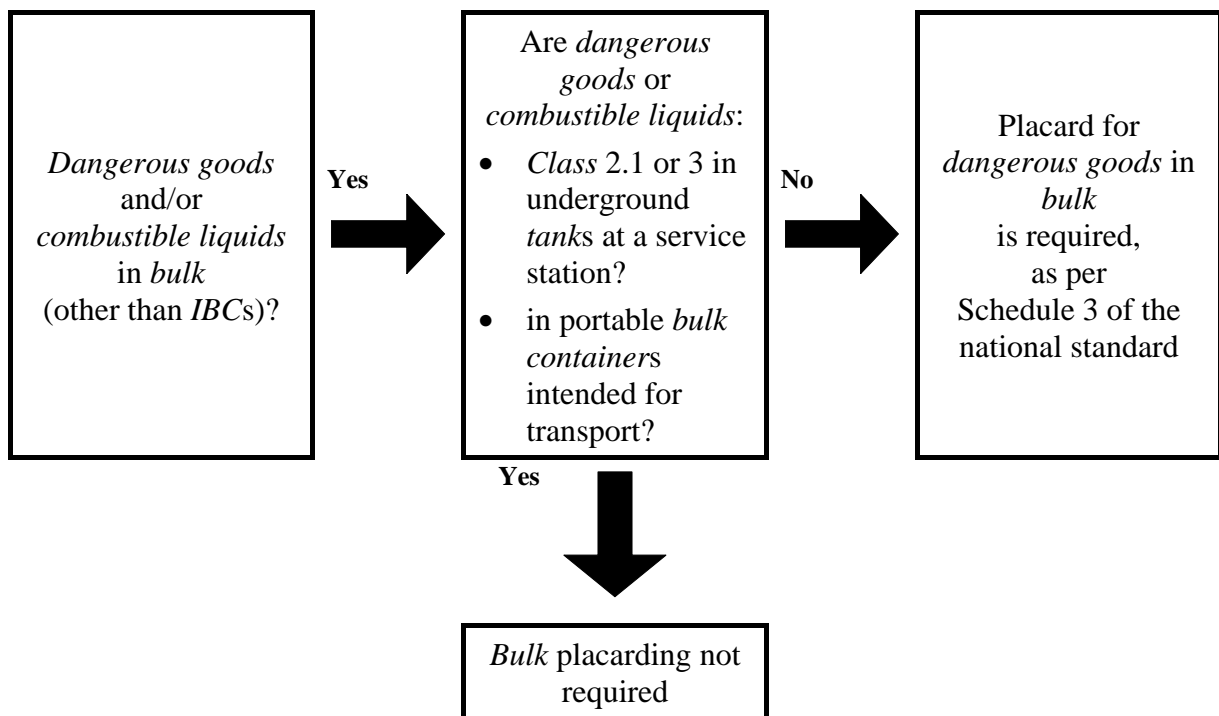 Dangerous goods
and/or
combustible liquids
in bulk
(other than IBCs)?
Yes
Are dangerous
goods or
combustible liquids:
• Class 2.1 or 3 in
underground
tanks at a service
station?
• in portable bulk
containers
intended for
transport?
No
Placard for
dangerous goods in
bulk
is required,
as per
Schedule 3 of the
national standard
Yes
Bulk placarding not
required